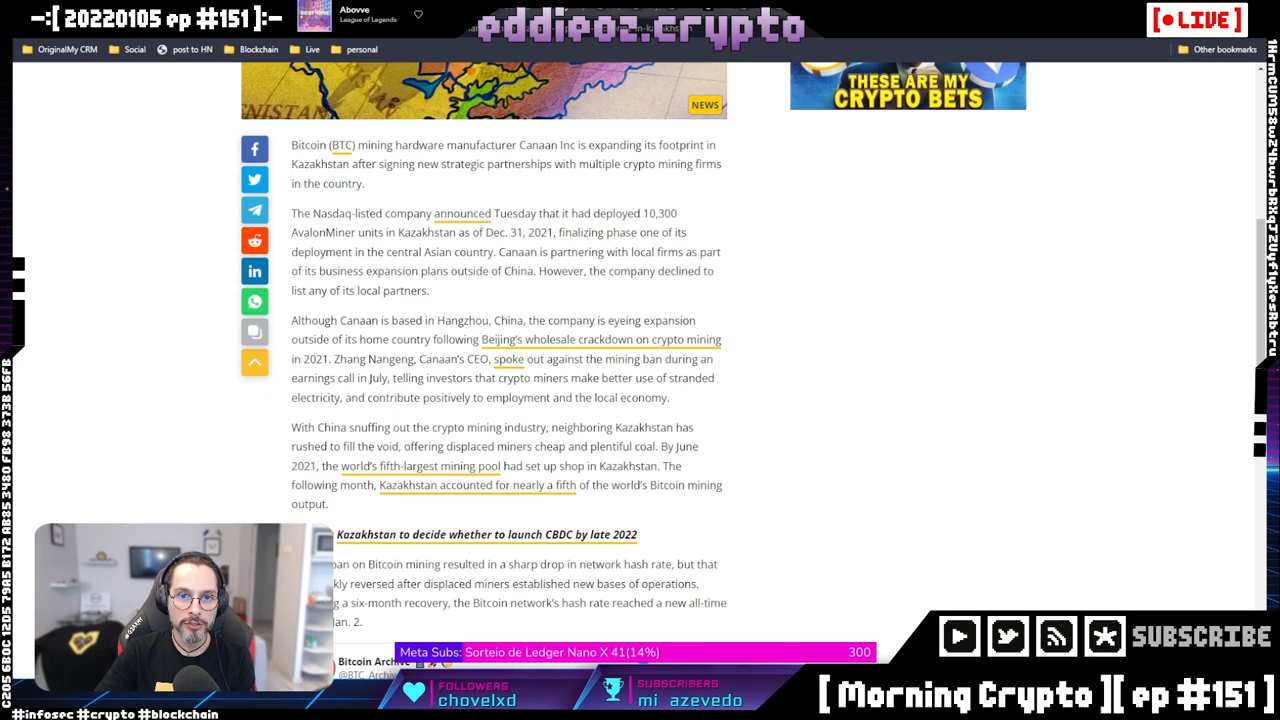 -:[ 20220105 ep #151 ]:-
Abovve
League of Legends
eddieoz.crypto
[● LIVE]
OriginalMy CRM
Social
post to HN
Blockchain
Live
personal
Other bookmarks
NISTAN
NEWS
THESE ARE MY
CRYPTO BETS
Bitcoin (BTC) mining hardware manufacturer Canaan Inc is expanding its footprint in
Kazakhstan after signing new strategic partnerships with multiple crypto mining firms
in the country.
The Nasdaq-listed company announced Tuesday that it had deployed 10,300
AvalonMiner units in Kazakhstan as of Dec. 31, 2021, finalizing phase one of its
deployment in the central Asian country. Canaan is partnering with local firms as part
of its business expansion plans outside of China. However, the company declined to
list any of its local partners.
Although Canaan is based in Hangzhou, China, the company is eyeing expansion
outside of its home country following Beijing's wholesale crackdown on crypto mining
in 2021. Zhang Nangeng, Canaan's CEO, spoke out against the mining ban during an
earnings call in July, telling investors that crypto miners make better use of stranded
electricity, and contribute positively to employment and the local economy.
With China snuffing out the crypto mining industry, neighboring Kazakhstan has
rushed to fill the void, offering displaced miners cheap and plentiful coal. By June
2021, the world's fifth-largest mining pool had set up shop in Kazakhstan. The
following month, Kazakhstan accounted for nearly a fifth of the world's Bitcoin mining
output.
Kazakhstan to decide whether to launch CBDC by late 2022
ban on Bitcoin mining resulted in a sharp drop in network hash rate, but that
kly reversed after displaced miners established new bases of operations.
g a six-month recovery, the Bitcoin network's hash rate reached a new all-time
Jan. 2.
Bitcoin Archive
@BTC_Archiv
Meta Subs: Sorteio de Ledger Nano X 41(14%)
300
FOLLOWERS
chovelxd
SUBSCRIBERS
mi_azevedo
SUBSCRIBE
[ Morning Crypto ][ ep #151 ]
#infosec #crypto #blockchain